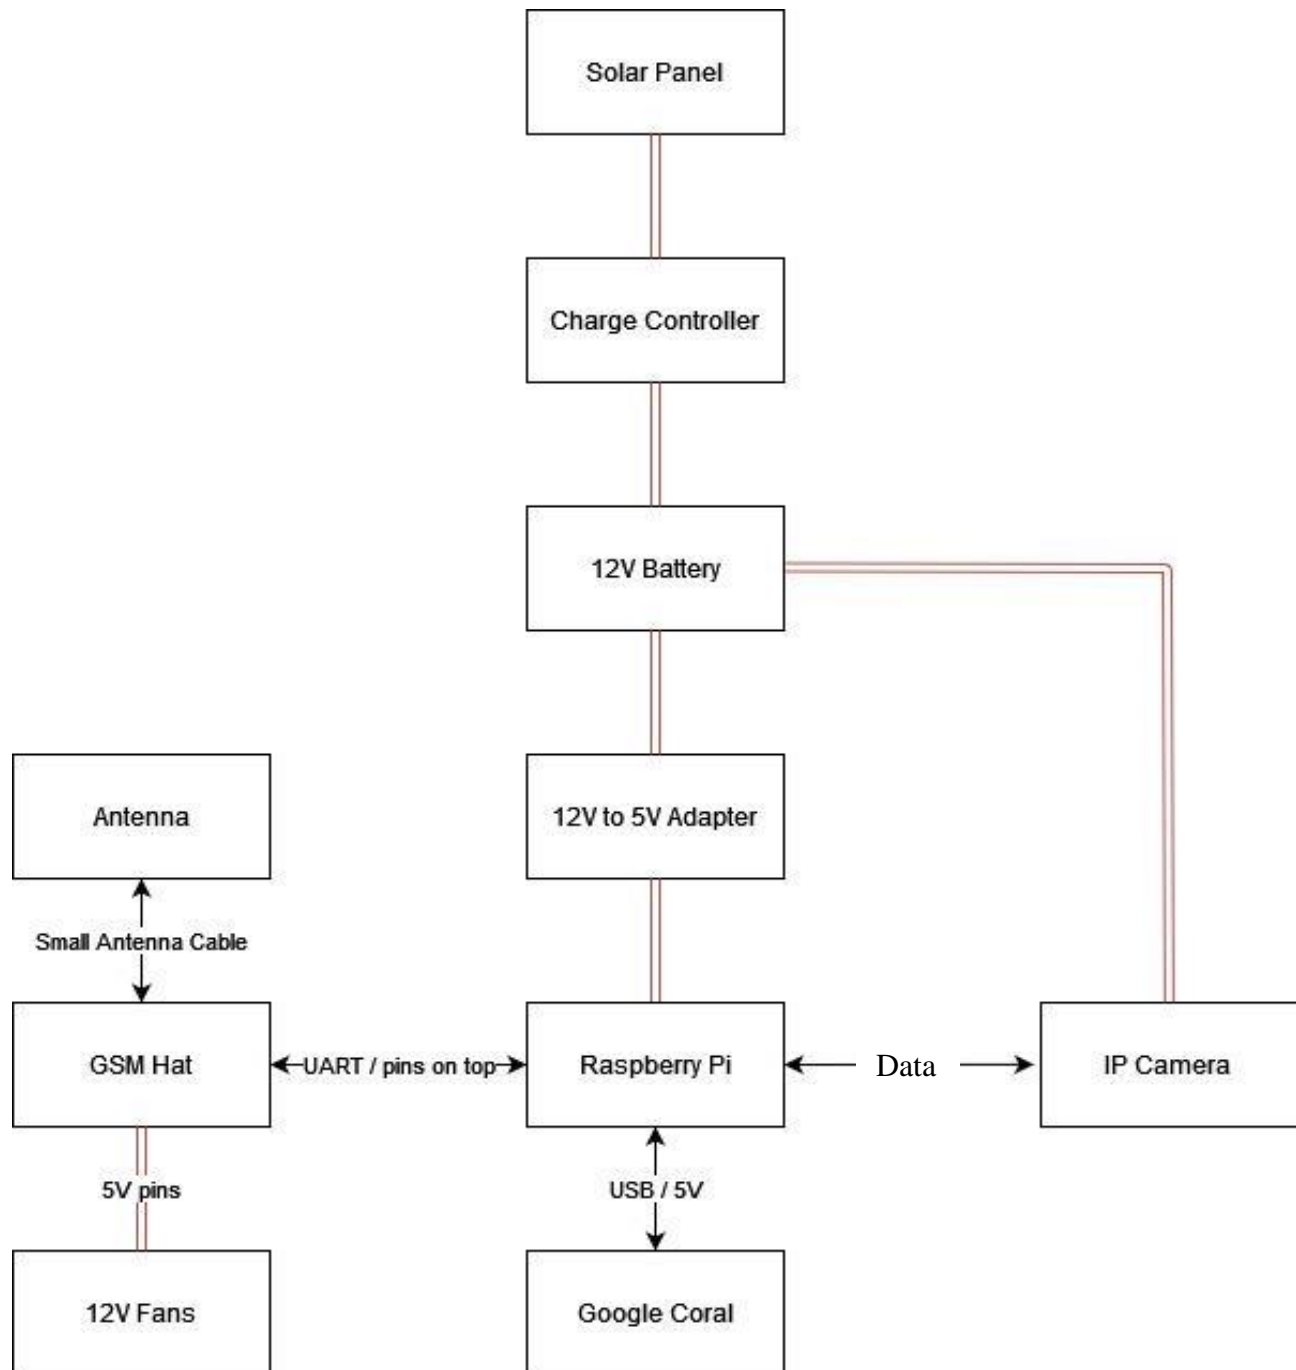 Solar Panel
Charge Controller
12V Battery
Antenna
12V to 5V Adapter
Small Antenna Cable
GSM Hat
UART / pins on top
Raspberry Pi
Data
IP Camera
5V pins
USB / 5V
12V Fans
Google Coral